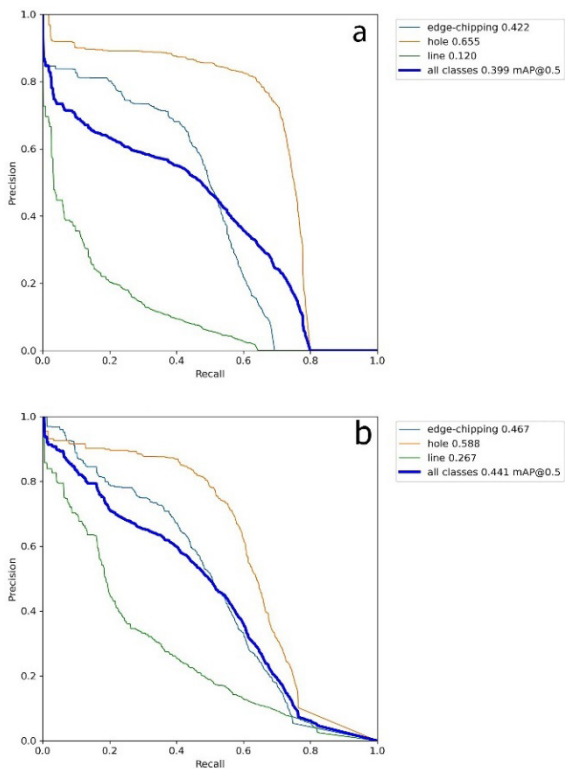 a
edge-chipping 0.422
hole 0.655
line 0.120
all classes 0.399 mAP@0.5
1.0
0.8
0.6
0.4
0.2
0.0
Precision
0.0 0.2 0.4 0.6 0.8 1.0
Recall
b
edge-chipping 0.467
hole 0.588
line 0.267
all classes 0.441 mAP@0.5
1.0
0.8
0.6
0.4
0.2
0.0
Precision
0.0 0.2 0.4 0.6 0.8 1.0
Recall